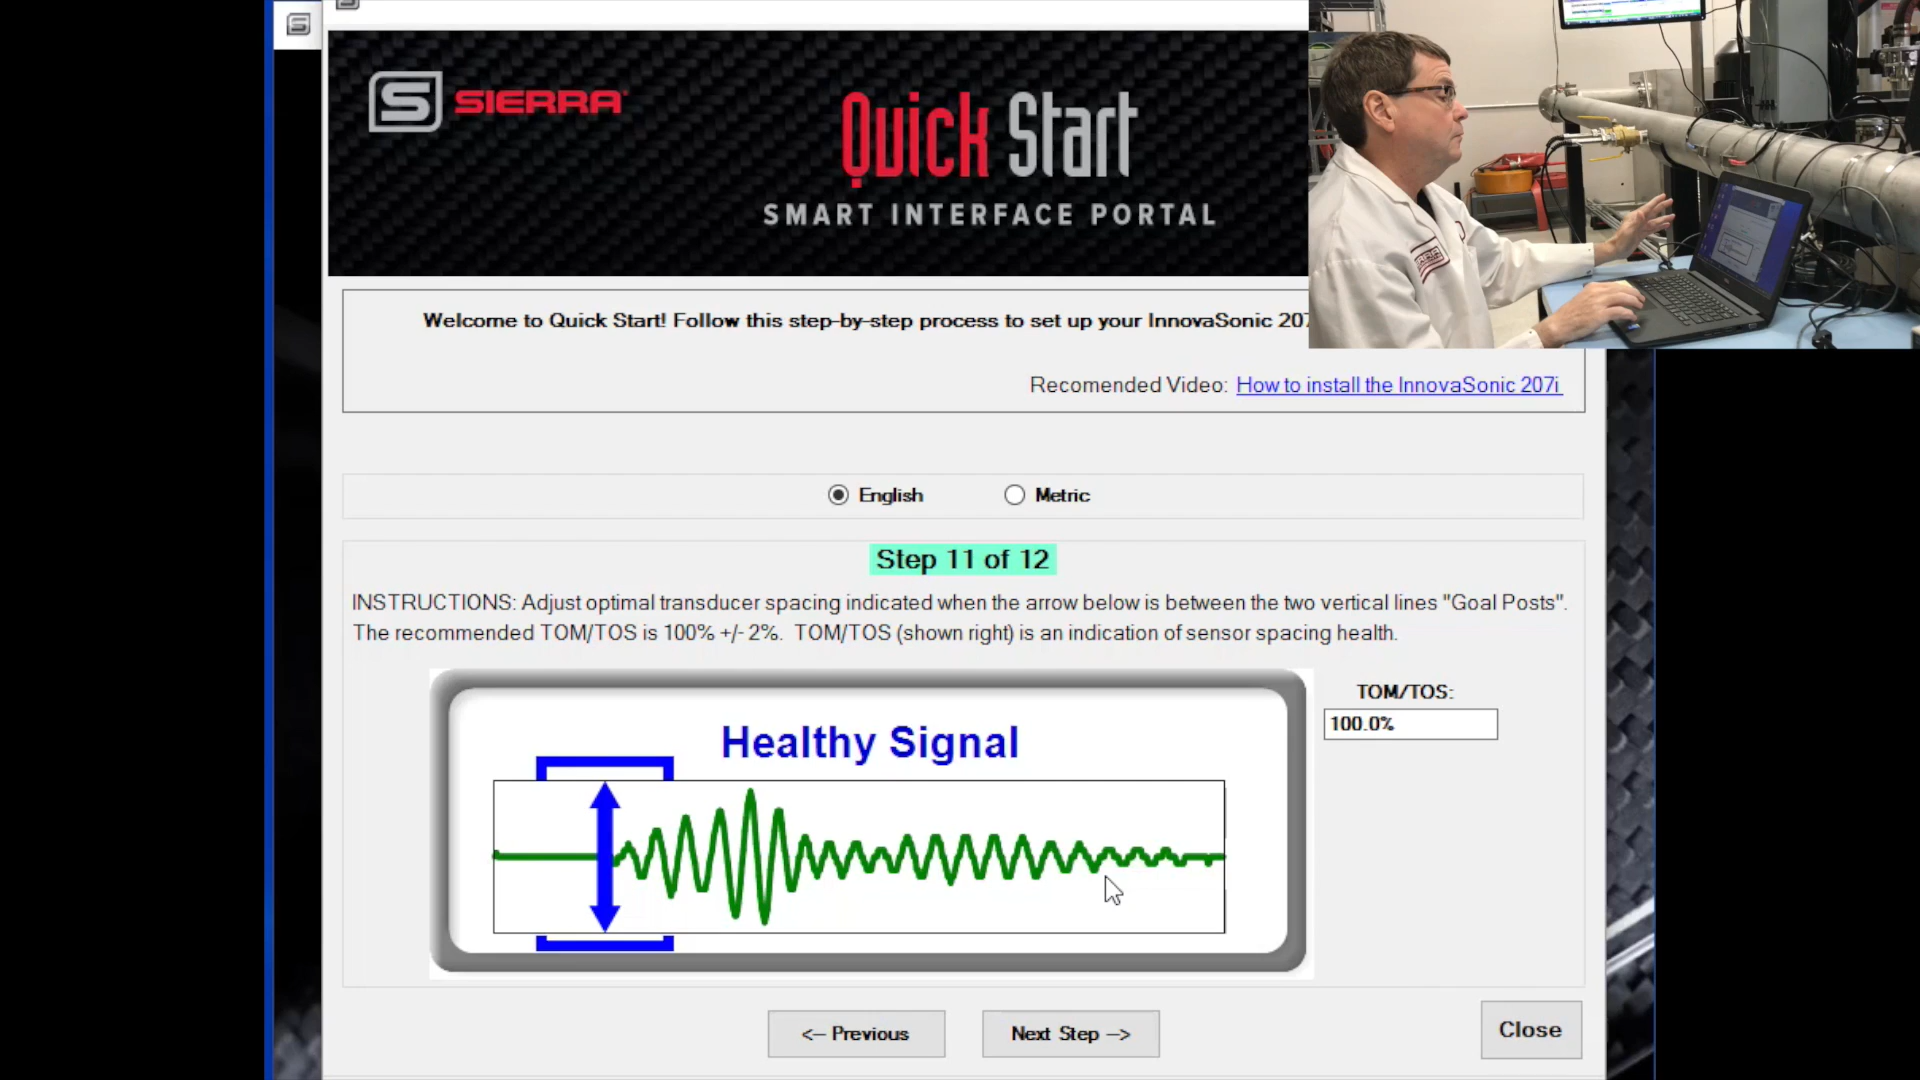 SIERRA
Quick Start
SMART INTERFACE PORTAL
Welcome to Quick Start! Follow this step-by-step process to set up your InnovaSonic 207
Recomended Video: How to install the InnovaSonic 207i
English
Metric
Step 11 of 12
INSTRUCTIONS: Adjust optimal transducer spacing indicated when the arrow below is between the two vertical lines "Goal Posts".
The recommended TOM/TOS is 100% +/- 2%. TOM/TOS (shown right) is an indication of sensor spacing health.
TOM/TOS:
100.0%
Healthy Signal
<-- Previous
Next Step -->
Close